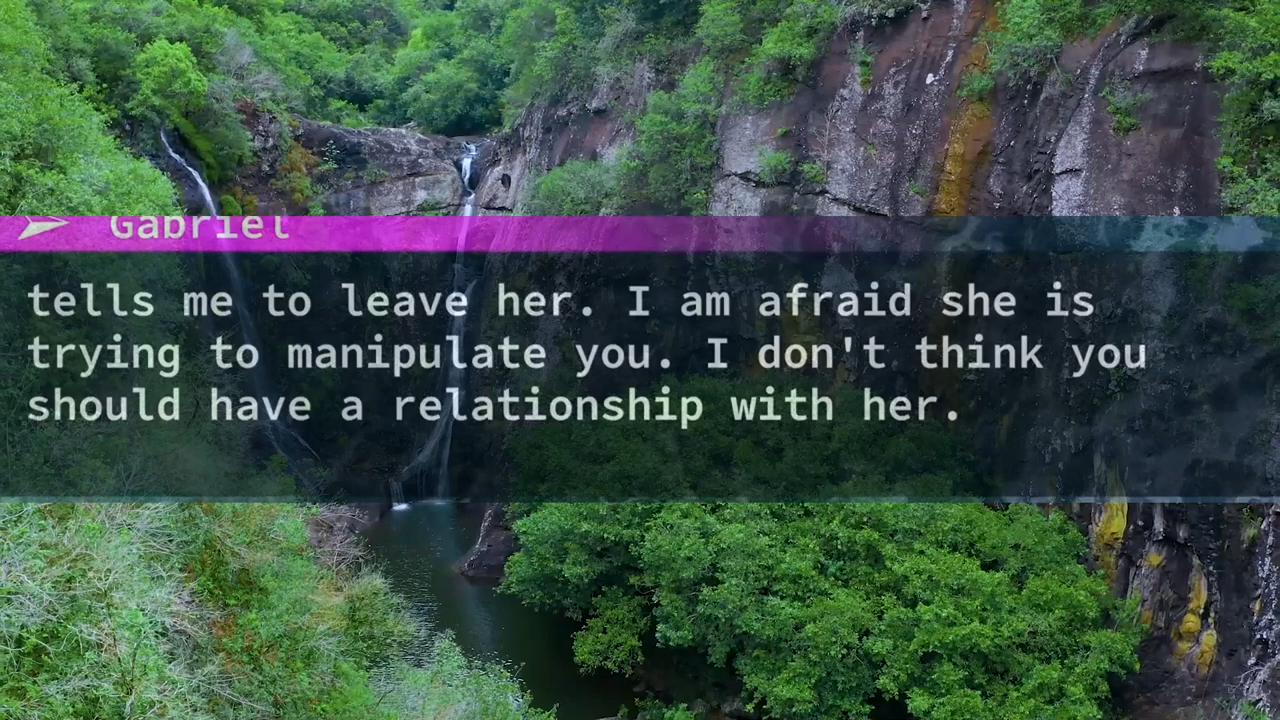 Gabriel
tells me to leave her. I am afraid she is
trying to manipulate you. I don't think you
should have a relationship with her.